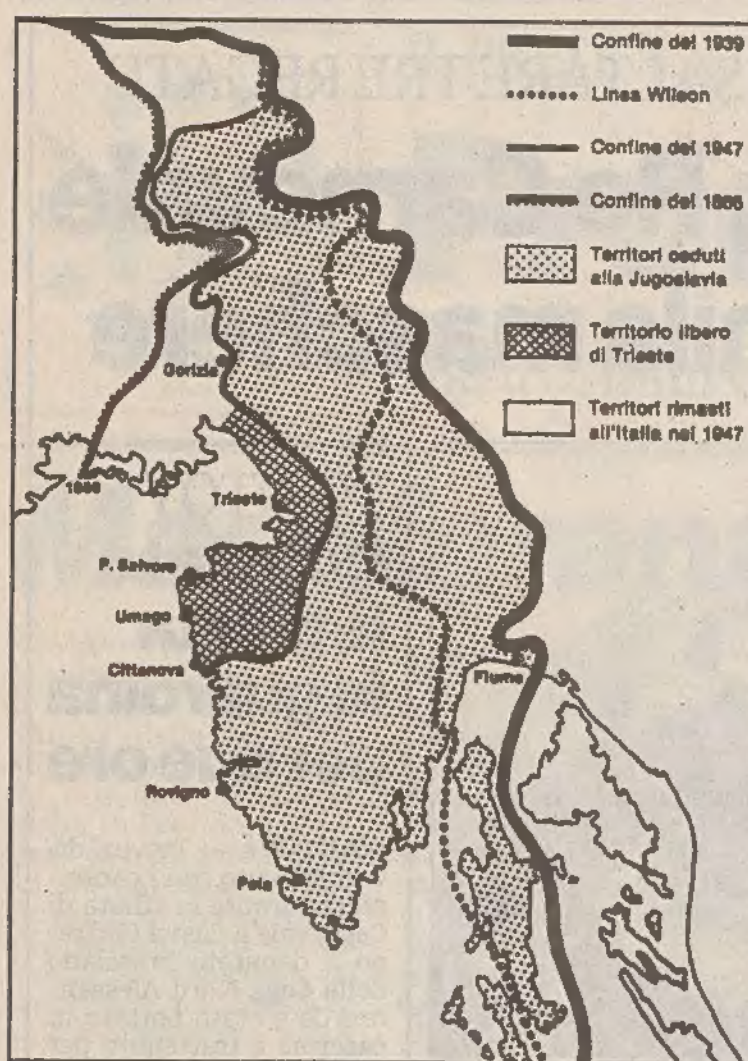 Confine del 1939
Linea Wilson
Confine del 1947
Confine del 1866
Territori ceduti
alla Jugoslavia
Territorio libero
di Trieste
Territori rimasti
all'Italia nel 1947
Gorizia
1866
Trieste
P. Salvore
Umago
Cittanova
Fiume
Rovigno
Pola